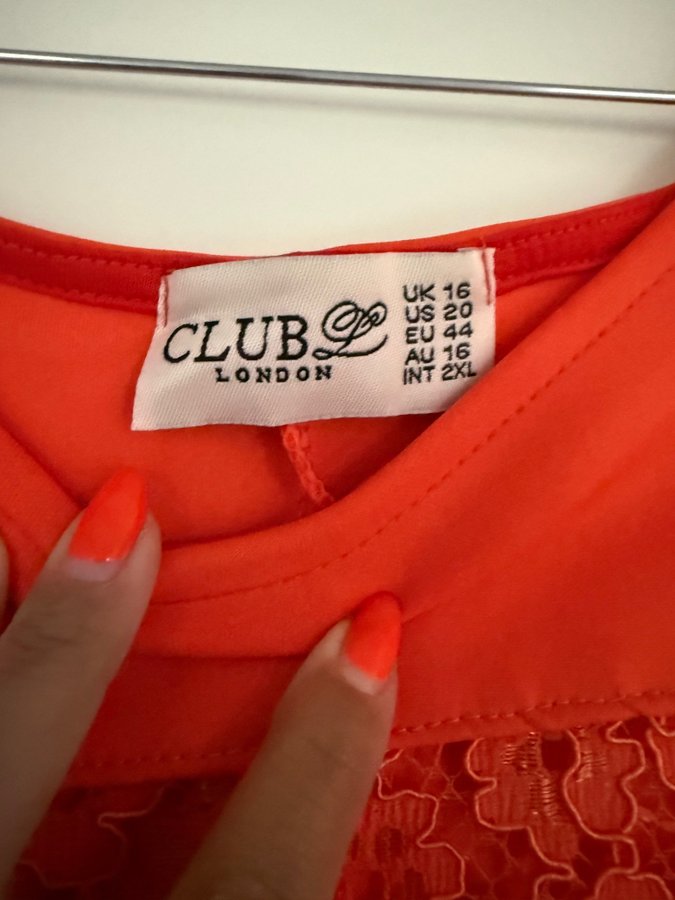 CLUB L
LONDON
UK 16
US 20
EU 44
AU 16
INT 2XL